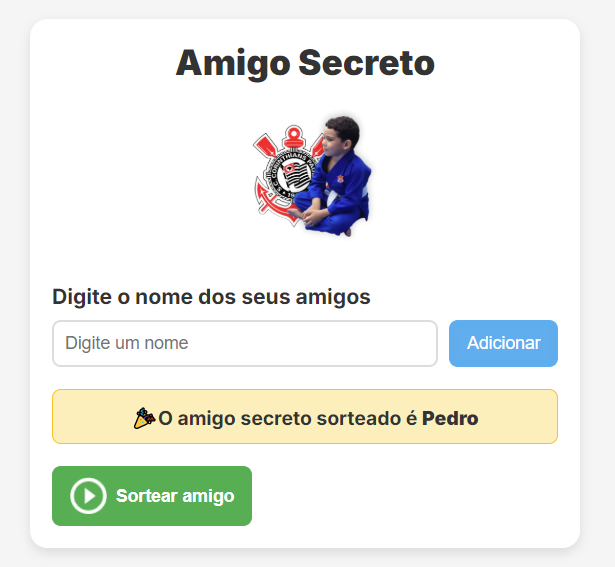 Amigo Secreto
Digite o nome dos seus amigos
Digite um nome
Adicionar
🎉O amigo secreto sorteado é Pedro
Sortear amigo